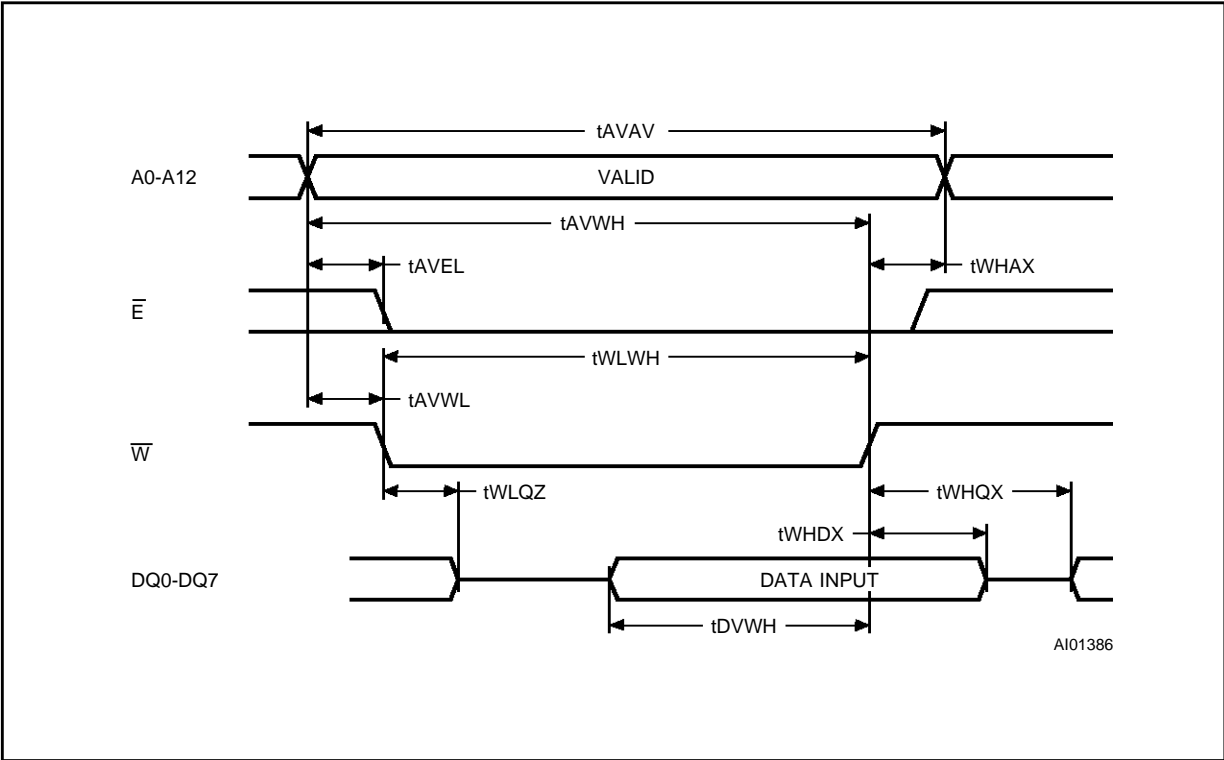 tAVAV
A0-A12
VALID
tAVWH
tAVEL
tWHAX
E̅
tWLWH
tAVWL
W̅
tWLQZ
tWHQX
tWHDX
DQ0-DQ7
DATA INPUT
tDVWH
AI01386